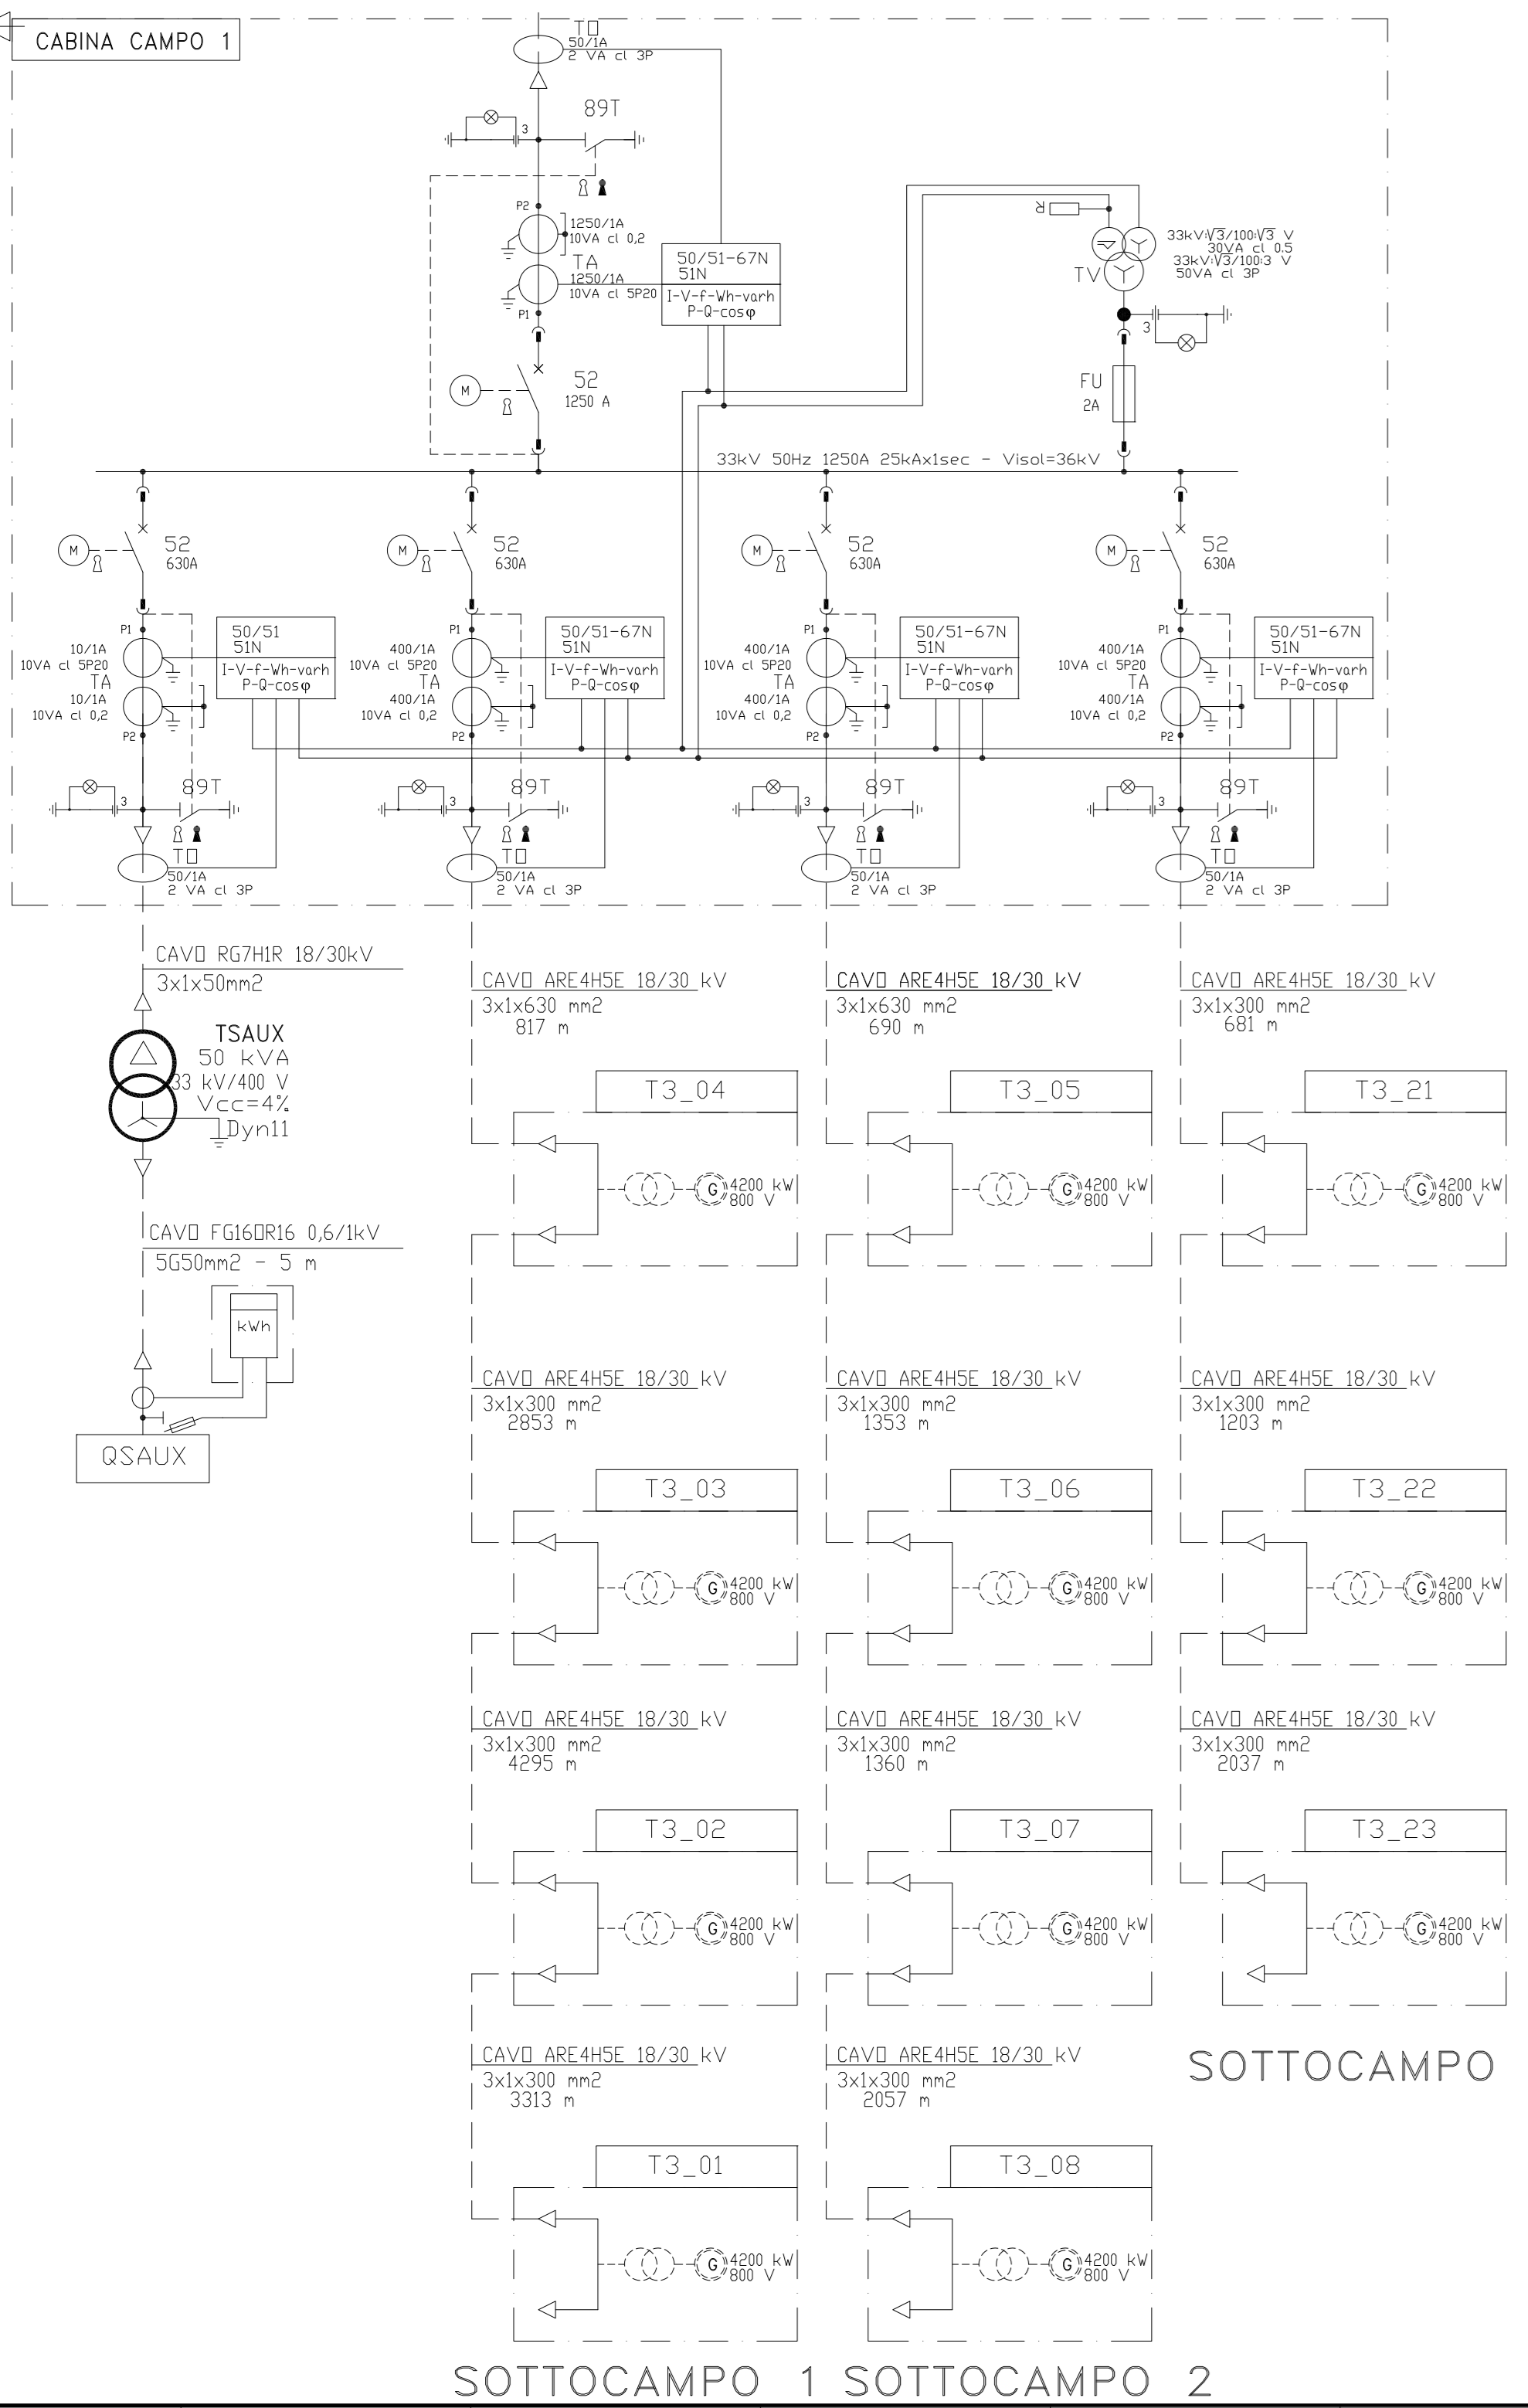 CABINA CAMPO 1
TO
50/1A
2 VA cl 3P
89T
3
P2
1250/1A
10VA cl 0,2
TA
1250/1A
10VA cl 5P20
P1
50/51-67N
51N
I-V-f-Wh-varh
P-Q-cosφ
R
33kV:√3/100:√3 V
30VA cl 0.5
33kV:√3/100:3 V
50VA cl 3P
TV
3
M
52
1250 A
FU
2A
33kV 50Hz 1250A 25kAx1sec - Visol=36kV
M
52
630A
M
52
630A
M
52
630A
M
52
630A
P1
10/1A
10VA cl 5P20
TA
10/1A
10VA cl 0,2
P2
50/51
51N
I-V-f-Wh-varh
P-Q-cosφ
P1
400/1A
10VA cl 5P20
TA
400/1A
10VA cl 0,2
P2
50/51-67N
51N
I-V-f-Wh-varh
P-Q-cosφ
P1
400/1A
10VA cl 5P20
TA
400/1A
10VA cl 0,2
P2
50/51-67N
51N
I-V-f-Wh-varh
P-Q-cosφ
P1
400/1A
10VA cl 5P20
TA
400/1A
10VA cl 0,2
P2
50/51-67N
51N
I-V-f-Wh-varh
P-Q-cosφ
89T
3
TO
50/1A
2 VA cl 3P
89T
3
TO
50/1A
2 VA cl 3P
89T
3
TO
50/1A
2 VA cl 3P
89T
3
TO
50/1A
2 VA cl 3P
CAVO RG7H1R 18/30kV
3x1x50mm2
TSAUX
50 kVA
33 kV/400 V
Vcc=4%
Dyn11
CAVO FG16OR16 0,6/1kV
5G50mm2 - 5 m
kWh
QSAUX
CAVO ARE4H5E 18/30 kV
3x1x630 mm2
817 m
T3_04
G
4200 kW
800 V
CAVO ARE4H5E 18/30 kV
3x1x300 mm2
2853 m
T3_03
G
4200 kW
800 V
CAVO ARE4H5E 18/30 kV
3x1x300 mm2
4295 m
T3_02
G
4200 kW
800 V
CAVO ARE4H5E 18/30 kV
3x1x300 mm2
3313 m
T3_01
G
4200 kW
800 V
SOTTOCAMPO 1
CAVO ARE4H5E 18/30 kV
3x1x630 mm2
690 m
T3_05
G
4200 kW
800 V
CAVO ARE4H5E 18/30 kV
3x1x300 mm2
1353 m
T3_06
G
4200 kW
800 V
CAVO ARE4H5E 18/30 kV
3x1x300 mm2
1360 m
T3_07
G
4200 kW
800 V
CAVO ARE4H5E 18/30 kV
3x1x300 mm2
2057 m
T3_08
G
4200 kW
800 V
SOTTOCAMPO 2
CAVO ARE4H5E 18/30 kV
3x1x300 mm2
681 m
T3_21
G
4200 kW
800 V
CAVO ARE4H5E 18/30 kV
3x1x300 mm2
1203 m
T3_22
G
4200 kW
800 V
CAVO ARE4H5E 18/30 kV
3x1x300 mm2
2037 m
T3_23
G
4200 kW
800 V
SOTTOCAMPO